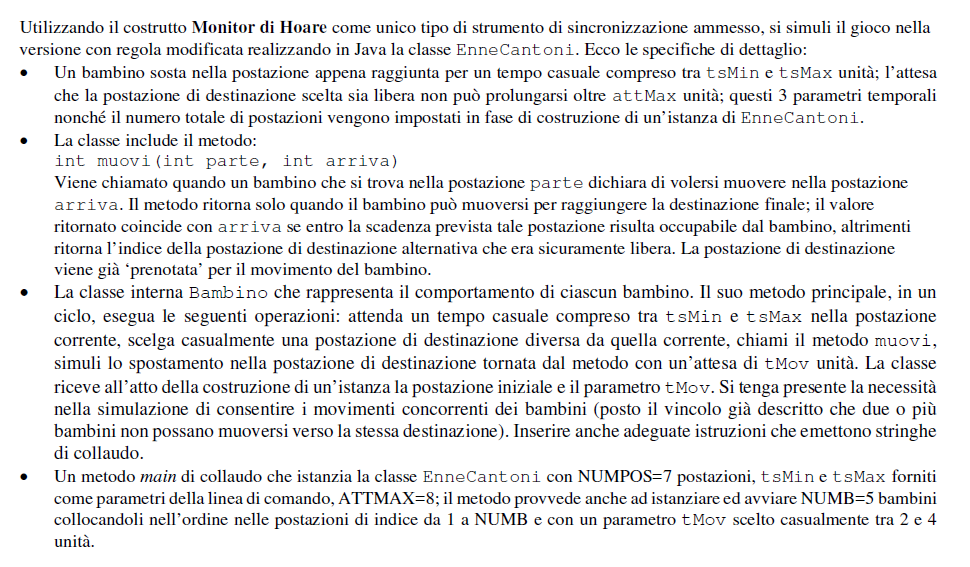 Utilizzando il costrutto Monitor di Hoare come unico tipo di strumento di sincronizzazione ammesso, si simuli il gioco nella
versione con regola modificata realizzando in Java la classe EnneCantoni. Ecco le specifiche di dettaglio:
• Un bambino sosta nella postazione appena raggiunta per un tempo casuale compreso tra tsMin e tsMax unità; l'attesa
che la postazione di destinazione scelta sia libera non può prolungarsi oltre attMax unità; questi 3 parametri temporali
nonché il numero totale di postazioni vengono impostati in fase di costruzione di un'istanza di EnneCantoni.
• La classe include il metodo:
int muovi(int parte, int arriva)
Viene chiamato quando un bambino che si trova nella postazione parte dichiara di volersi muovere nella postazione
arriva. Il metodo ritorna solo quando il bambino può muoversi per raggiungere la destinazione finale; il valore
ritornato coincide con arriva se entro la scadenza prevista tale postazione risulta occupabile dal bambino, altrimenti
ritorna l'indice della postazione di destinazione alternativa che era sicuramente libera. La postazione di destinazione
viene già 'prenotata' per il movimento del bambino.
• La classe interna Bambino che rappresenta il comportamento di ciascun bambino. Il suo metodo principale, in un
ciclo, esegua le seguenti operazioni: attenda un tempo casuale compreso tra tsMin e tsMax nella postazione
corrente, scelga casualmente una postazione di destinazione diversa da quella corrente, chiami il metodo muovi,
simuli lo spostamento nella postazione di destinazione tornata dal metodo con un'attesa di tMov unità. La classe
riceve all'atto della costruzione di un'istanza la postazione iniziale e il parametro tMov. Si tenga presente la necessità
nella simulazione di consentire i movimenti concorrenti dei bambini (posto il vincolo già descritto che due o più
bambini non possano muoversi verso la stessa destinazione). Inserire anche adeguate istruzioni che emettono stringhe
di collaudo.
• Un metodo main di collaudo che istanzia la classe EnneCantoni con NUMPOS=7 postazioni, tsMin e tsMax forniti
come parametri della linea di comando, ATTMAX=8; il metodo provvede anche ad istanziare ed avviare NUMB=5 bambini
collocandoli nell'ordine nelle postazioni di indice da 1 a NUMB e con un parametro tMov scelto casualmente tra 2 e 4
unità.